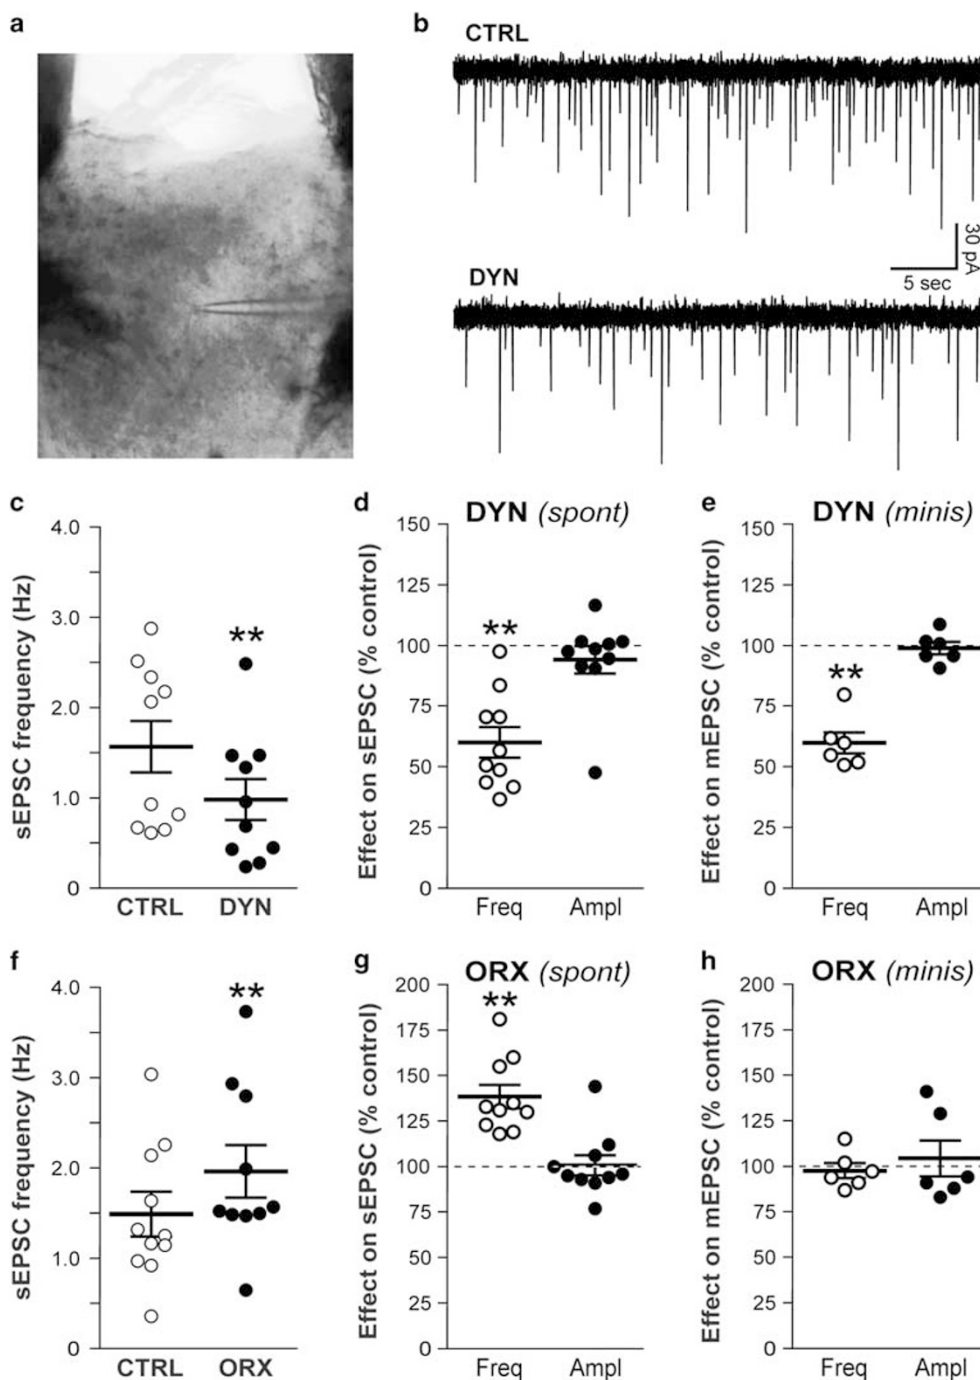 a
b
CTRL
30 pA
5 sec
DYN
c
sEPSC frequency (Hz)
4.0
3.0
2.0
1.0
0
**
CTRL DYN
d
DYN (spont)
Effect on sEPSC (% control)
150
125
100
75
50
25
0
**
Freq Ampl
e
DYN (minis)
Effect on mEPSC (% control)
150
125
100
75
50
25
0
**
Freq Ampl
f
sEPSC frequency (Hz)
4.0
3.0
2.0
1.0
0
**
CTRL ORX
g
ORX (spont)
Effect on sEPSC (% control)
200
175
150
125
100
75
50
25
0
**
Freq Ampl
h
ORX (minis)
Effect on mEPSC (% control)
200
175
150
125
100
75
50
25
0
Freq Ampl